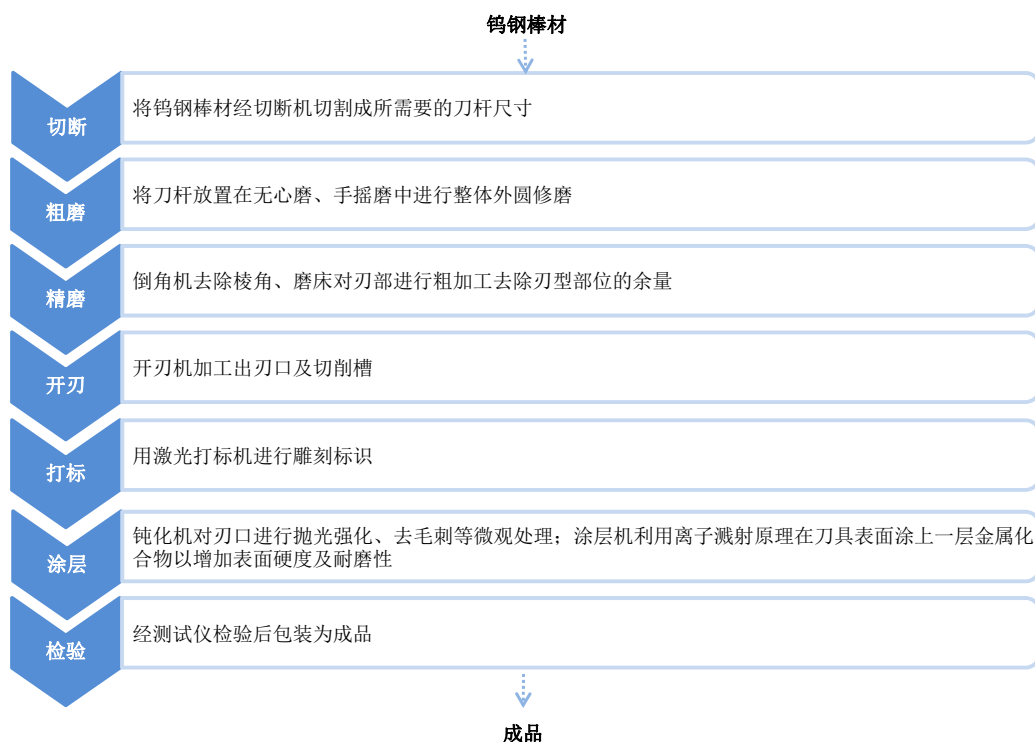 钨钢棒材
切断
将钨钢棒材经切断机切割成所需要的刀杆尺寸
粗磨
将刀杆放置在无心磨、手摇磨中进行整体外圆修磨
精磨
倒角机去除棱角、磨床对刃部进行粗加工去除刃型部位的余量
开刃
开刃机加工出刃口及切削槽
打标
用激光打标机进行雕刻标识
涂层
钝化机对刃口进行抛光强化、去毛刺等微观处理；涂层机利用离子溅射原理在刀具表面涂上一层金属化
合物以增加表面硬度及耐磨性
检验
经测试仪检验后包装为成品
成品